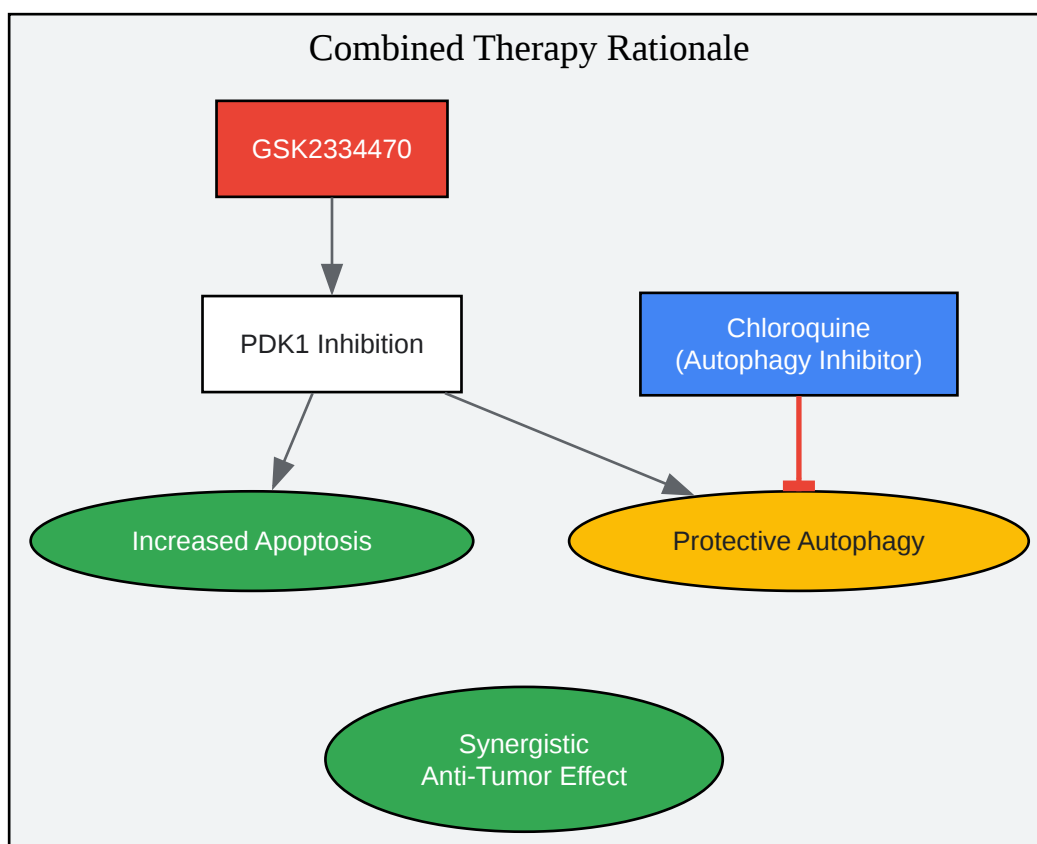 Combined Therapy Rationale
GSK2334470
PDK1 Inhibition
Chloroquine
(Autophagy Inhibitor)
Increased Apoptosis
Protective Autophagy
Synergistic
Anti-Tumor Effect